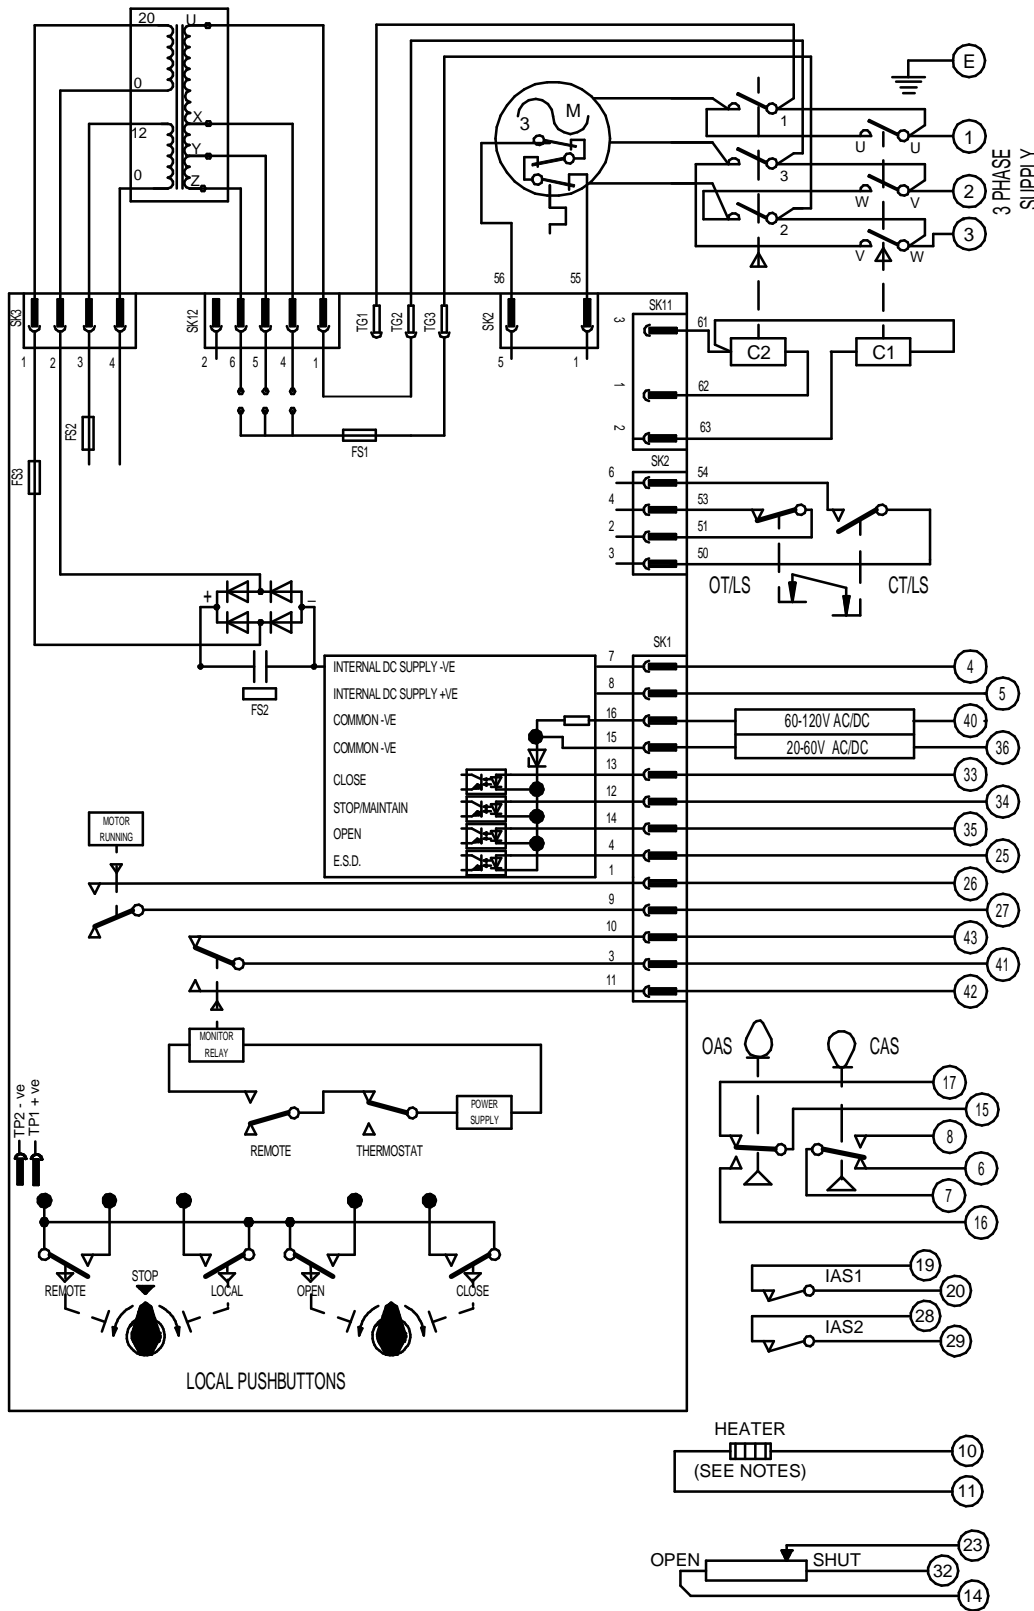 20
U
0
X
12
Y
0
Z
3
M
1
3
2
U
U
W
V
V
W
E
1
2
3
3 PHASE
SUPPLY
SK3
1
2
3
4
SK12
2
6
5
4
1
TG1
TG2
TG3
56
55
SK2
5
1
SK11
3
61
1
62
2
63
C2
C1
FS2
FS3
FS1
SK2
6
54
4
53
2
51
3
50
OT/LS
CT/LS
+
–
FS2
SK1
INTERNAL DC SUPPLY -VE
7
4
INTERNAL DC SUPPLY +VE
8
5
COMMON -VE
16
60-120V AC/DC
40
COMMON -VE
15
20-60V AC/DC
36
CLOSE
13
33
STOP/MAINTAIN
12
34
OPEN
14
35
E.S.D.
4
25
MOTOR
RUNNING
1
26
9
27
10
43
3
41
11
42
MONITOR
RELAY
POWER
SUPPLY
REMOTE
THERMOSTAT
TP2 - ve
TP1 + ve
OAS
CAS
17
15
8
6
7
16
REMOTE
STOP
LOCAL
OPEN
CLOSE
LOCAL PUSHBUTTONS
IAS1
19
20
IAS2
28
29
HEATER
(SEE NOTES)
10
11
OPEN
SHUT
23
32
14